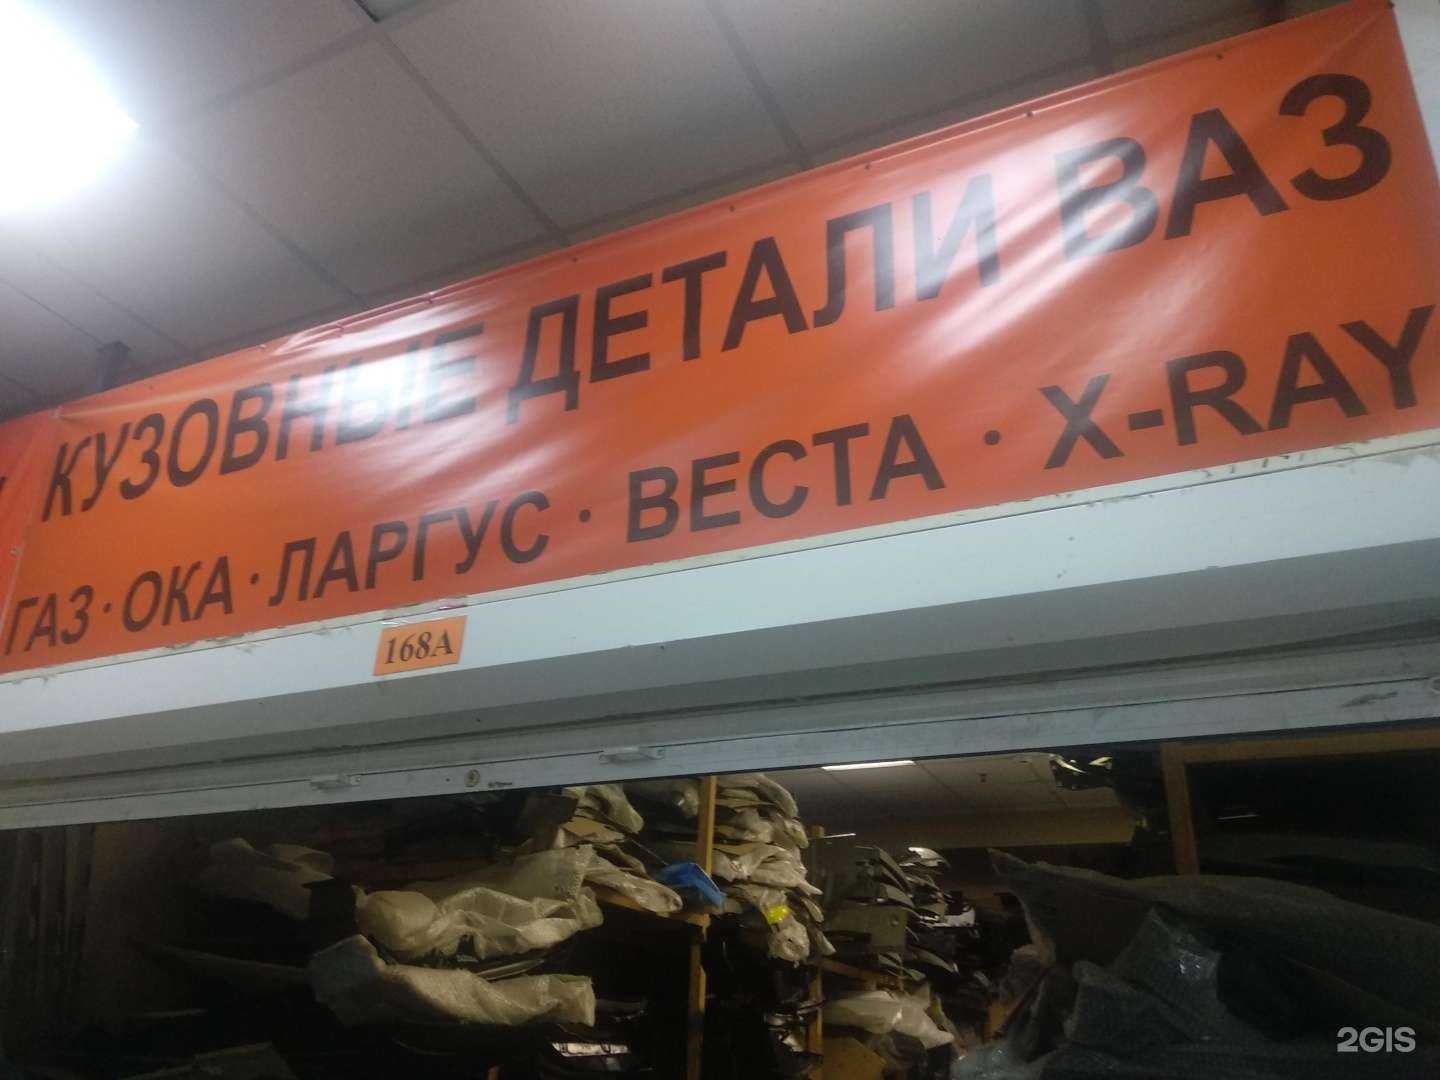 КУЗОВНЫЕ ДЕТАЛИ ВАЗ
ГАЗ · ОКА · ЛАРГУС · ВЕСТА · X-RAY
168А
2GIS